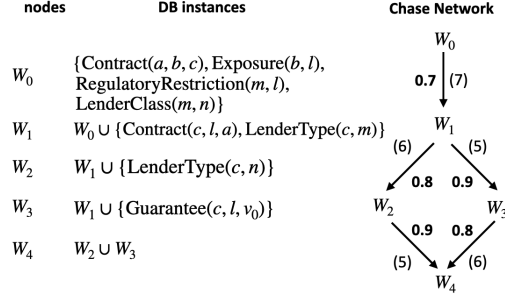 nodes DB instances Chase Network
W₀ {Contract(a, b, c), Exposure(b, l),
RegulatoryRestriction(m, l),
LenderClass(m, n)}
W₁ W₀ ∪ {Contract(c, l, a), LenderType(c, m)}
W₂ W₁ ∪ {LenderType(c, n)}
W₃ W₁ ∪ {Guarantee(c, l, v₀)}
W₄ W₂ ∪ W₃
W₀
0.7 (7)
W₁
(6) (5)
0.8 0.9
W₂ W₃
0.9 0.8
(5) (6)
W₄